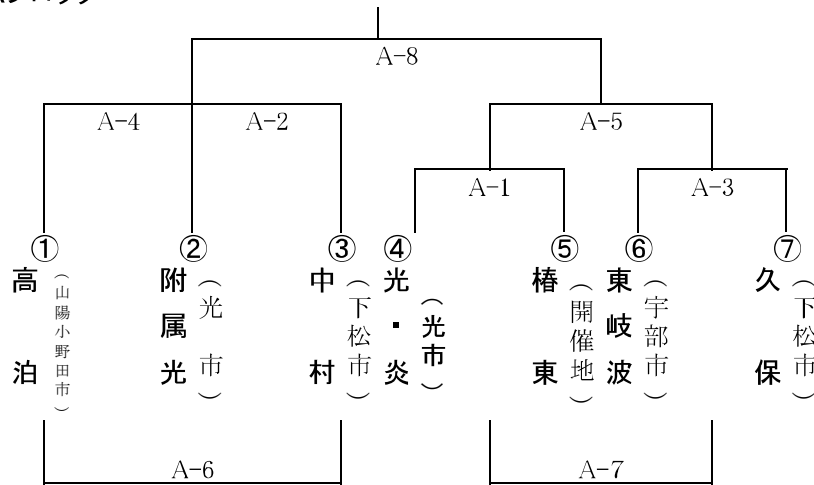 A-8
A-4
A-2
A-5
A-1
A-3
①
②
③
④
⑤
⑥
⑦
高泊
（山陽小野田市）
附属光
（光市）
中村
（下松市）
光・炎
（光市）
椿東
（開催地）
東岐波
（宇部市）
久保
（下松市）
A-6
A-7